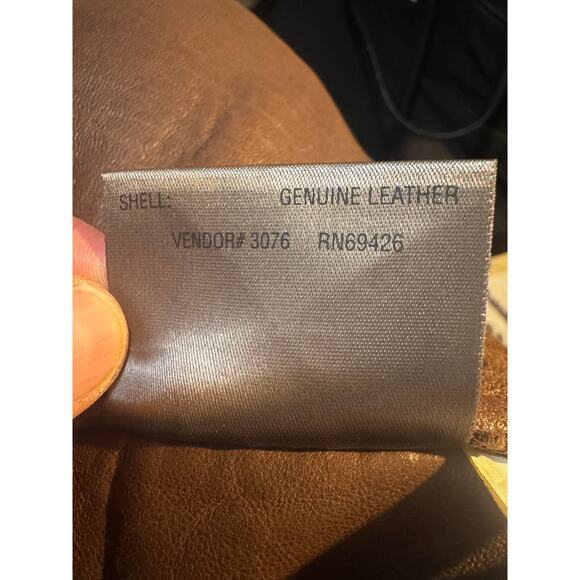 SHELL: GENUINE LEATHER
VENDOR# 3076 RN69426